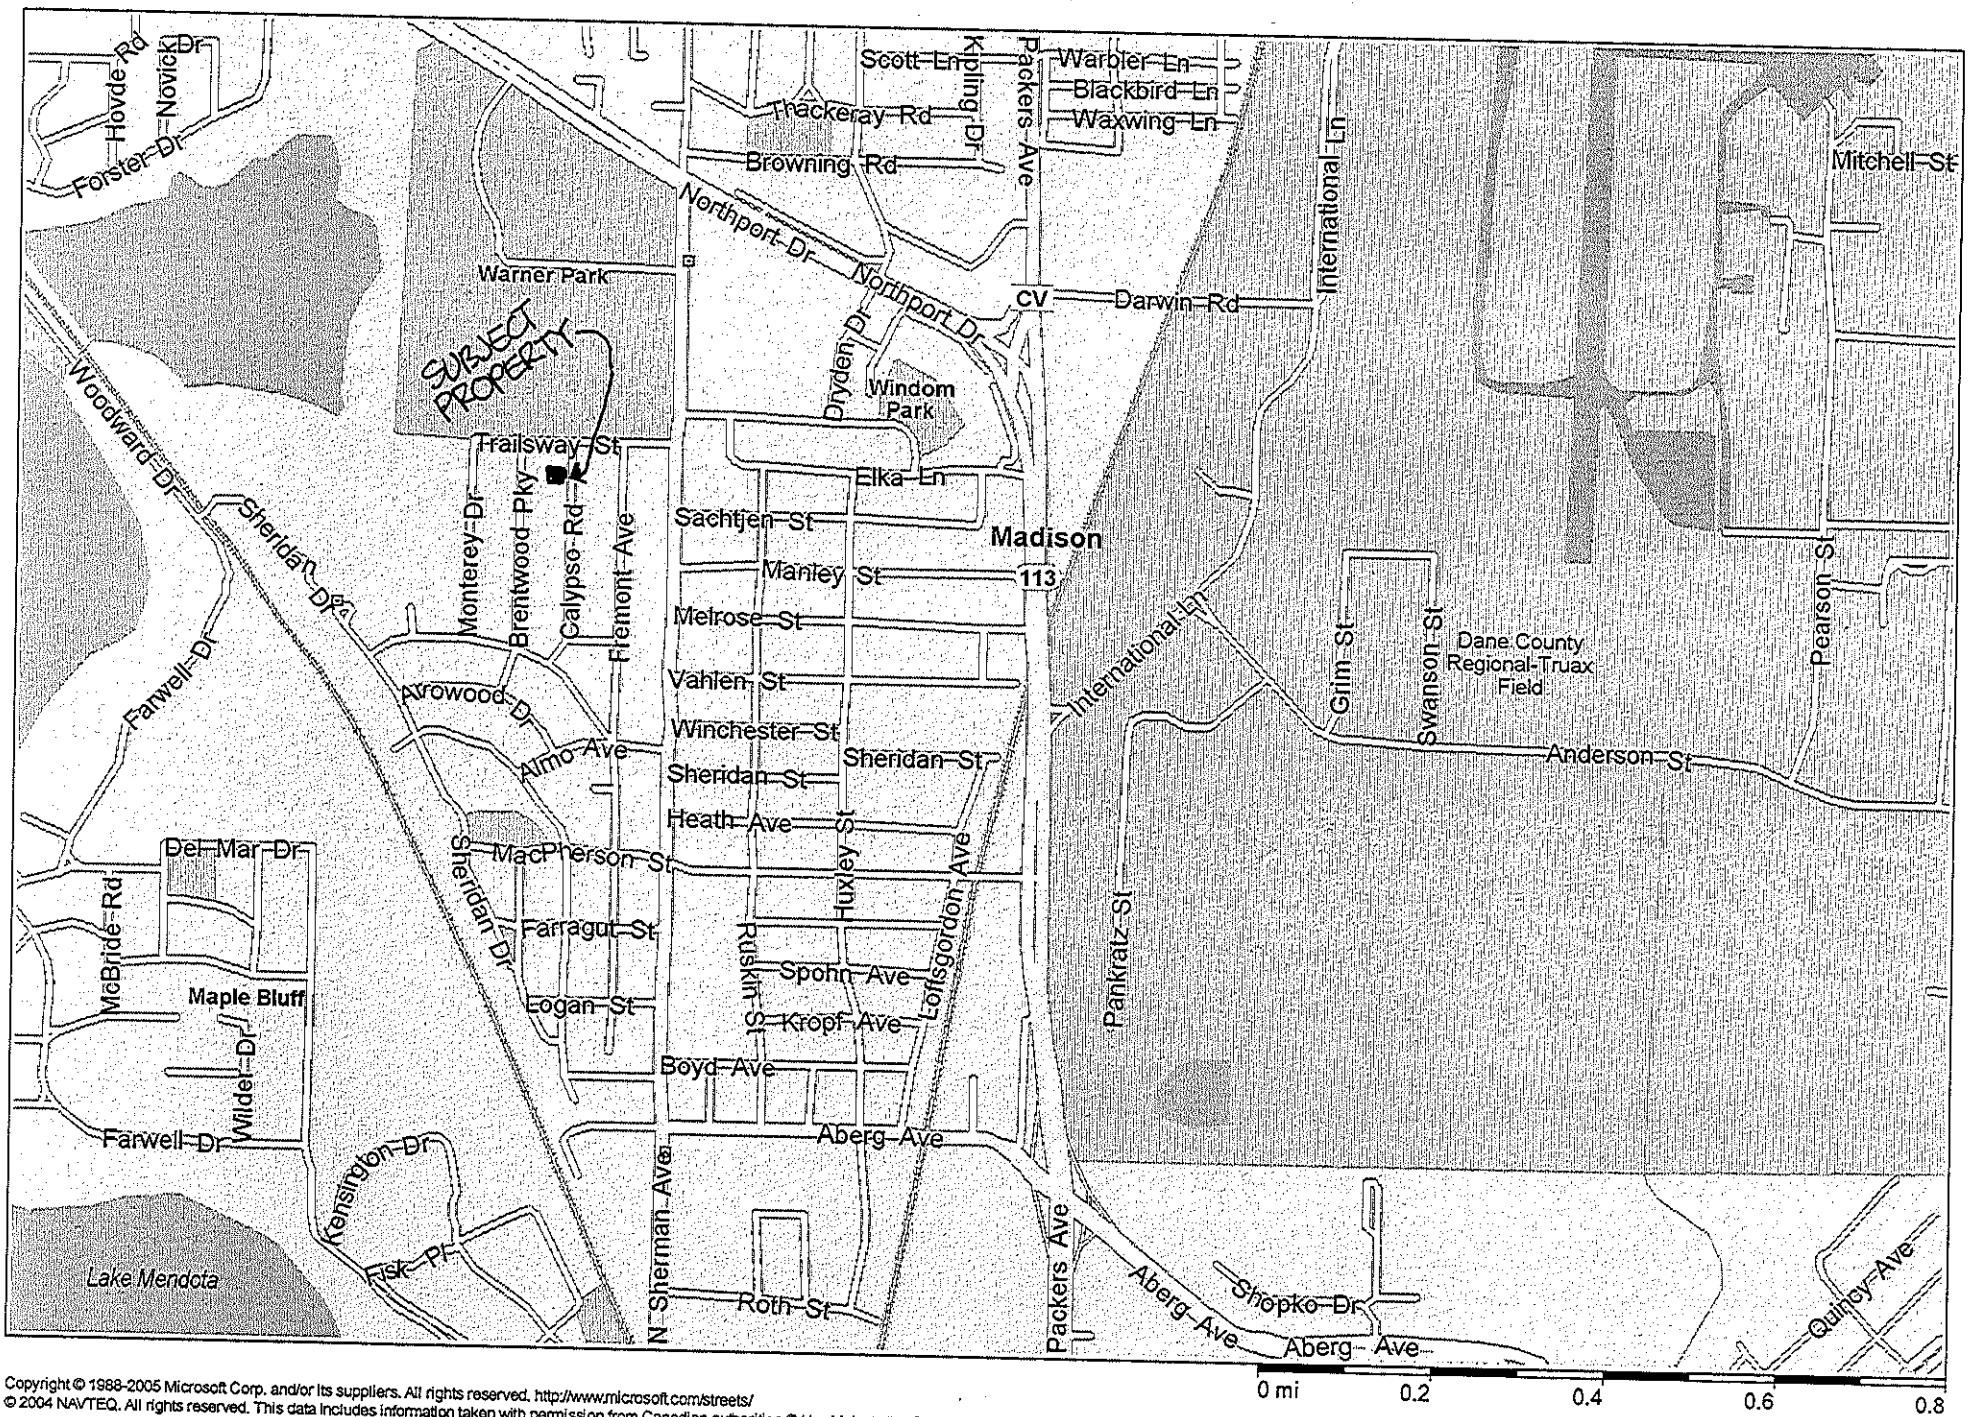 Hovde Rd
Novick Dr
Scott Ln
Kipling Dr
Packers Ave
Warbler Ln
Blackbird Ln
Waxwing Ln
Thackeray Rd
Browning Rd
Forster Dr
International Ln
Mitchell St
Northport Dr
Warner Park
Northport Dr
CV
Darwin Rd
SUBJECT
PROPERTY
Dryden Dr
Windom
Park
Woodward Dr
Trailsway St
Elka Ln
Sheridan Dr
Monterey Dr
Brentwood Pky
Calypso Rd
Fremont Ave
Sachtjen St
Madison
Manley St
113
Melrose St
International Ln
Grim St
Swanson St
Dane County
Regional-Truax
Field
Pearson St
Farwell Dr
Arrowood Dr
Vahlen St
Winchester St
Almo Ave
Sheridan St
Sheridan St
Anderson St
Heath Ave
Huxley St
Del Mar Dr
MacPherson St
Sheridan Dr
McBride Rd
Farragut St
Ruskin St
Loftsgordon Ave
Pankratz St
Spohn Ave
Maple Bluff
Logan St
Kropf Ave
Wilder Dr
Boyd Ave
Farwell Dr
Kensington Dr
Aberg Ave
N Sherman Ave
Packers Ave
Lake Mendota
Fisk Pl
Roth St
Aberg Ave
Shopko Dr
Quincy Ave
Aberg Ave
0 mi 0.2 0.4 0.6 0.8
Copyright © 1988-2005 Microsoft Corp. and/or its suppliers. All rights reserved. http://www.microsoft.com/streets/
© 2004 NAVTEQ. All rights reserved. This data includes information taken with permission from Canadian authorities